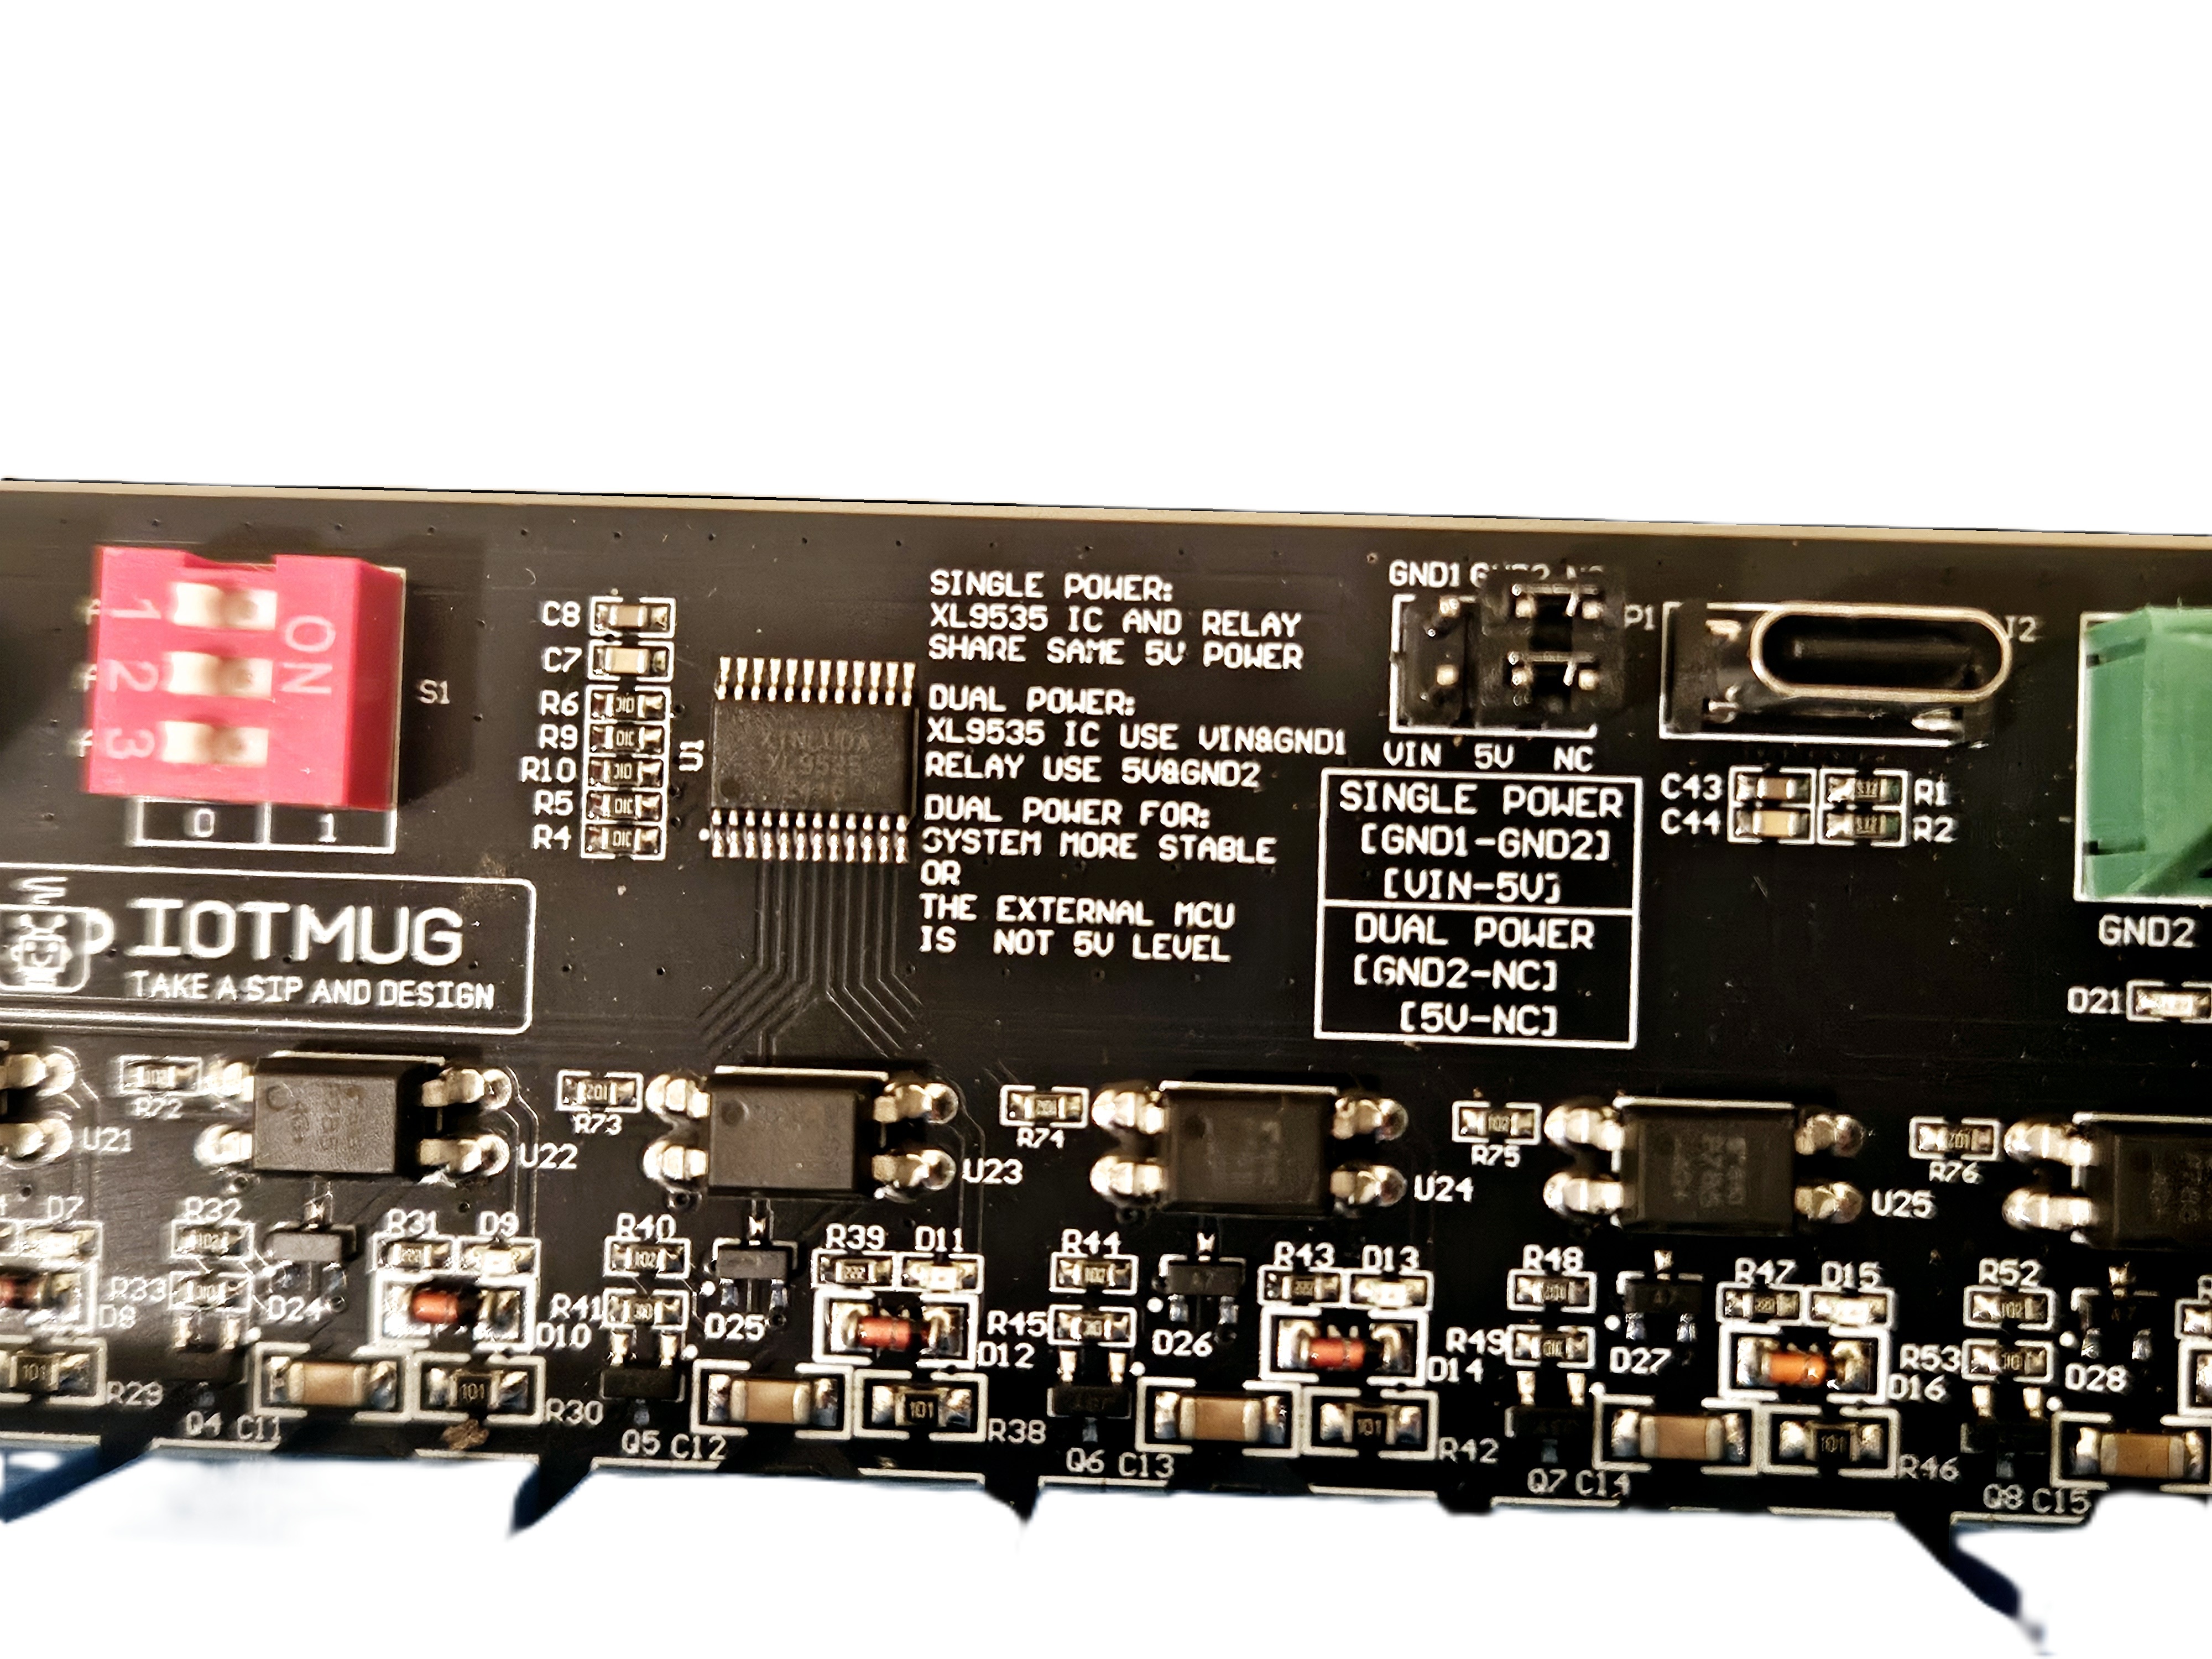 SINGLE POWER:
XL9535 IC AND RELAY
SHARE SAME 5V POWER
DUAL POWER:
XL9535 IC USE VIN&GND1
RELAY USE 5V&GND2
DUAL POWER FOR:
SYSTEM MORE STABLE
OR
THE EXTERNAL MCU
IS NOT 5V LEVEL
GND1
P1
J2
VIN 5V NC
SINGLE POWER
[GND1-GND2]
[VIN-5V]
DUAL POWER
[GND2-NC]
[5V-NC]
ON
1
2
3
S1
0 1
C8
C7
R6
R9
R10
R5
R4
U1
XINLUDA
XL9535
C43 R1
C44 R2
GND2
D21
IOTMUG
TAKE A SIP AND DESIGN
R72 R73 R74 R75 R76
U21 U22 U23 U24 U25
D7 R32 R31 D9 R40 R39 D11 R44 R43 D13 R48 R47 D15 R52
D8 R33 D24 D10 R41 D25 D12 R45 D26 D14 R49 D27 D16 R53 D28
101 R29 101 R30 101 R38 101 R42 101 R46
Q4 C11 Q5 C12 Q6 C13 Q7 C14 Q8 C15